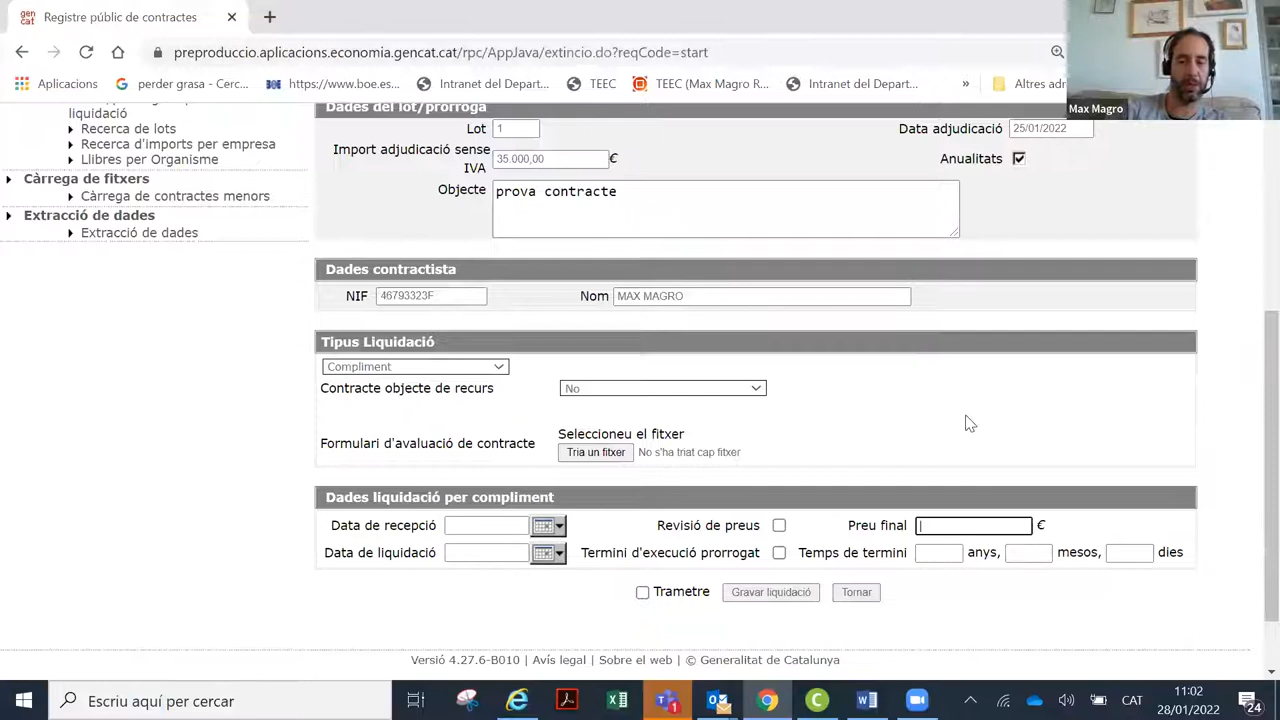 gen cat Registre públic de contractes
preproduccio.aplicacions.economia.gencat.cat/rpc/AppJava/extincio.do?reqCode=start
Aplicacions perder grasa - Cerc... https://www.boe.es... Intranet del Depart... TEEC TEEC (Max Magro R... Intranet del Depar... » Altres adr
Max Magro
liquidació
Recerca de lots
Recerca d'imports per empresa
Llibres per Organisme
Càrrega de fitxers
Càrrega de contractes menors
Extracció de dades
Extracció de dades
Dades del lot/pròrroga
Lot 1 Data adjudicació 25/01/2022
Import adjudicació sense IVA 35.000,00 € Anualitats
Objecte prova contracte
Dades contractista
NIF 46793323F Nom MAX MAGRO
Tipus Liquidació
Compliment
Contracte objecte de recurs No
Formulari d'avaluació de contracte Seleccioneu el fitxer
Tria un fitxer No s'ha triat cap fitxer
Dades liquidació per compliment
Data de recepció Revisió de preus Preu final €
Data de liquidació Termini d'execució prorrogat Temps de termini anys, mesos, dies
Trametre Gravar liquidació Tornar
Versió 4.27.6-B010 | Avís legal | Sobre el web | © Generalitat de Catalunya
Escriu aquí per cercar
CAT
11:02
28/01/2022
24